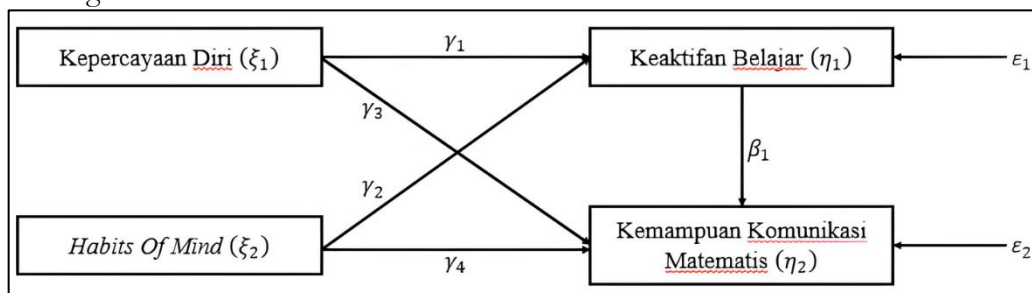 Kepercayaan Diri (ξ₁)
γ₁
Keaktifan Belajar (η₁)
ε₁
γ₃
β₁
γ₂
Habits Of Mind (ξ₂)
γ₄
Kemampuan Komunikasi
Matematis (η₂)
ε₂